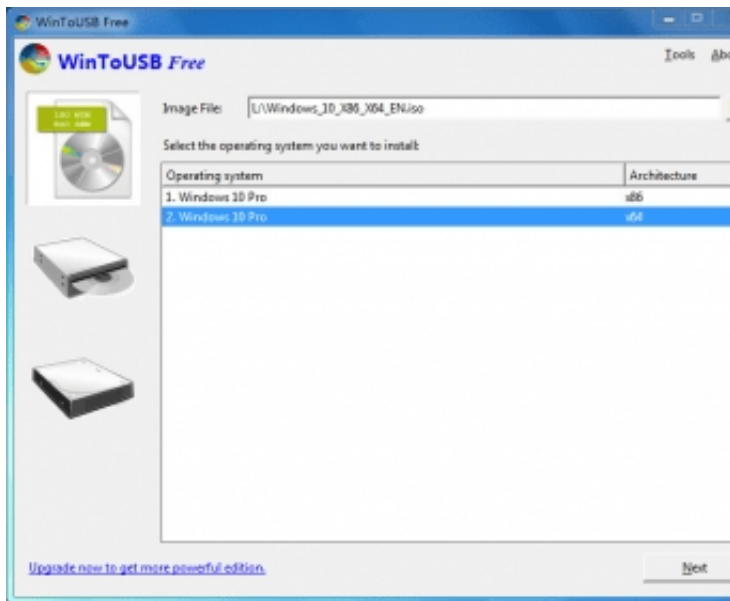 WinToUSB Free
WinToUSB Free
Tools
Image File: L:\Windows_10_X86_X64_EN.iso
Select the operating system you want to install:
Operating system Architecture
1. Windows 10 Pro x86
2. Windows 10 Pro x64
Upgrade now to get more powerful edition.
Next